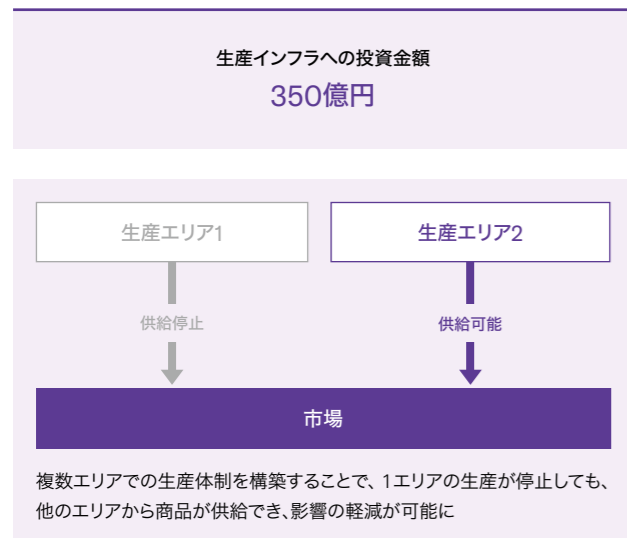 生産インフラへの投資金額
350億円
生産エリア1
生産エリア2
供給停止
供給可能
市場
複数エリアでの生産体制を構築することで、1エリアの生産が停止しても、
他のエリアから商品が供給でき、影響の軽減が可能に